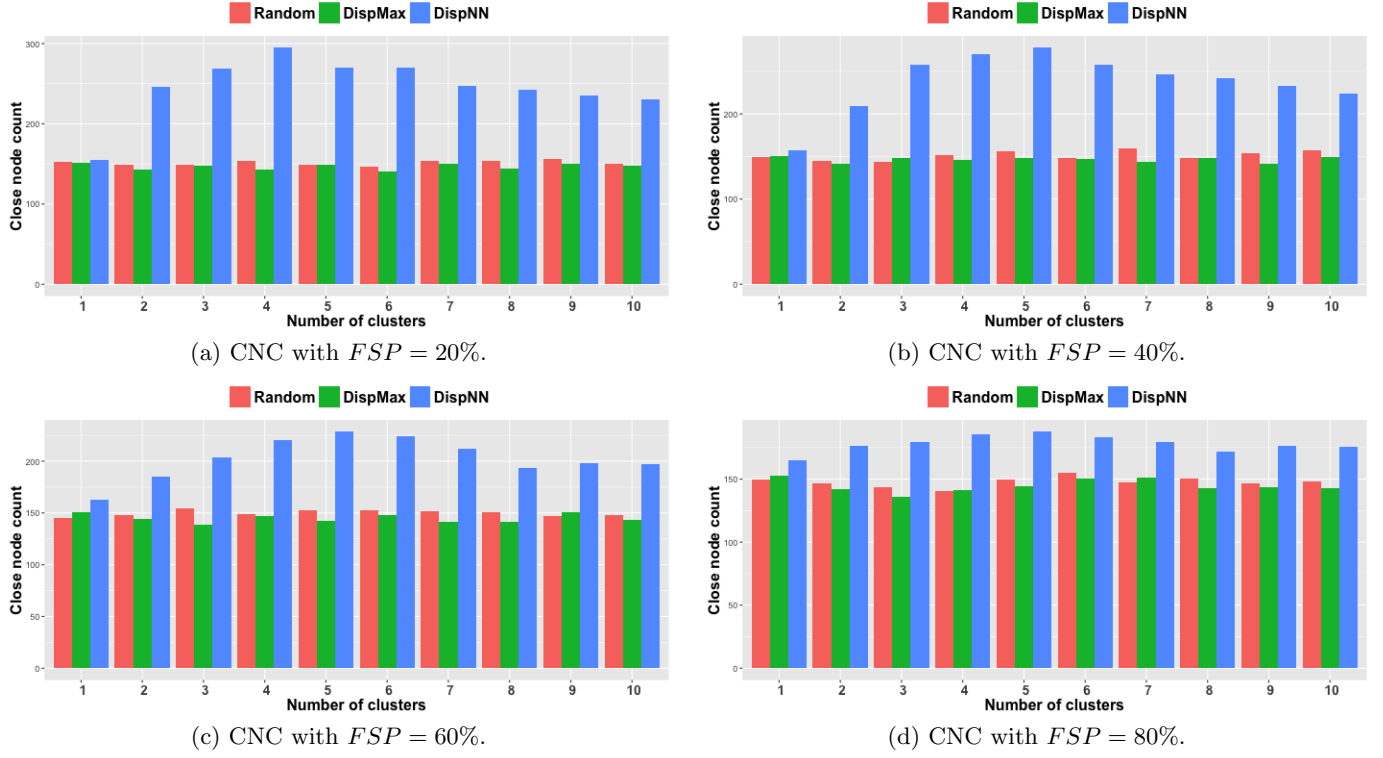 Random DispMax DispNN
Random DispMax DispNN
Close node count
300
200
100
0
1 2 3 4 5 6 7 8 9 10
Number of clusters
(a) CNC with FSP = 20%.
Close node count
200
100
0
1 2 3 4 5 6 7 8 9 10
Number of clusters
(b) CNC with FSP = 40%.
Random DispMax DispNN
Random DispMax DispNN
Close node count
200
150
100
50
0
1 2 3 4 5 6 7 8 9 10
Number of clusters
(c) CNC with FSP = 60%.
Close node count
150
100
50
0
1 2 3 4 5 6 7 8 9 10
Number of clusters
(d) CNC with FSP = 80%.